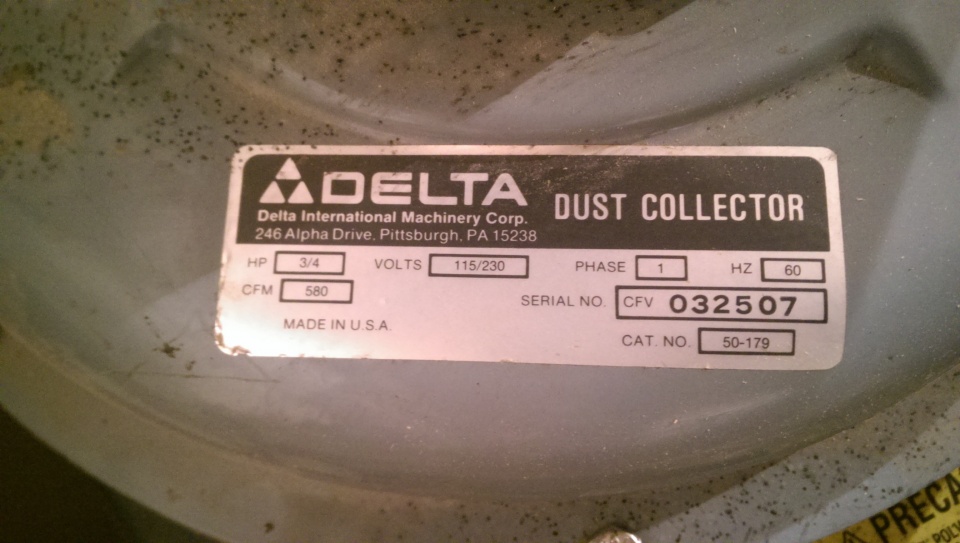 DELTA DUST COLLECTOR
Delta International Machinery Corp.
246 Alpha Drive, Pittsburgh, PA 15238
HP 3/4 VOLTS 115/230 PHASE 1 HZ 60
CFM 580 SERIAL NO. CFV 032507
MADE IN U.S.A.
CAT. NO. 50-179